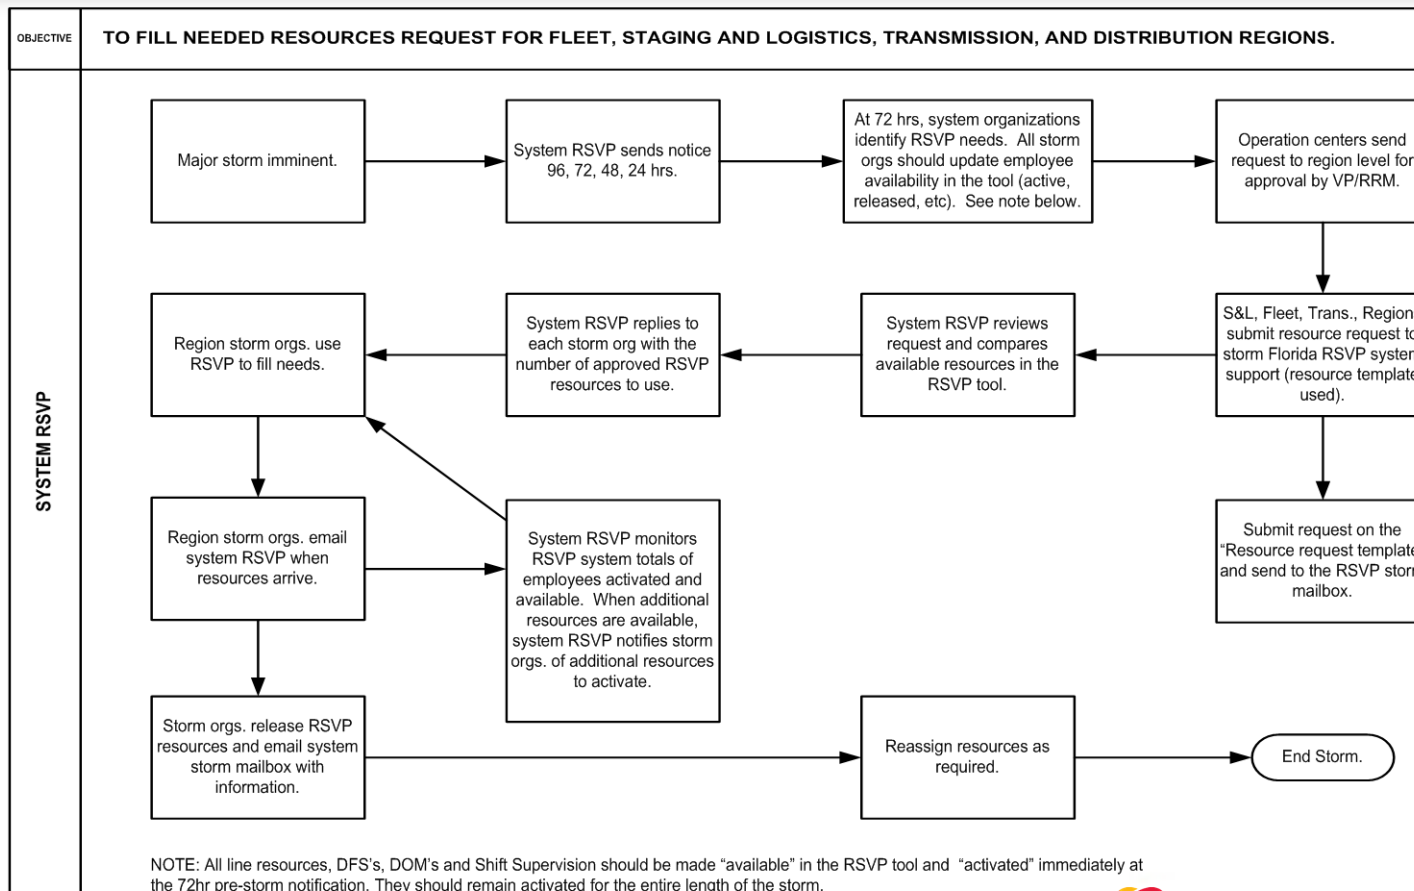 OBJECTIVE
TO FILL NEEDED RESOURCES REQUEST FOR FLEET, STAGING AND LOGISTICS, TRANSMISSION, AND DISTRIBUTION REGIONS.
SYSTEM RSVP
Major storm imminent.
System RSVP sends notice
96, 72, 48, 24 hrs.
At 72 hrs, system organizations
identify RSVP needs.  All storm
orgs should update employee
availability in the tool (active,
released, etc).  See note below.
Operation centers send
request to region level for
approval by VP/RRM.
Region storm orgs. use
RSVP to fill needs.
System RSVP replies to
each storm org with the
number of approved RSVP
resources to use.
System RSVP reviews
request and compares
available resources in the
RSVP tool.
S&L, Fleet, Trans., Region
submit resource request to
storm Florida RSVP system
support (resource template
used).
Region storm orgs. email
system RSVP when
resources arrive.
System RSVP monitors
RSVP system totals of
employees activated and
available.  When additional
resources are available,
system RSVP notifies storm
orgs. of additional resources
to activate.
Submit request on the
“Resource request template
and send to the RSVP storm
mailbox.
Storm orgs. release RSVP
resources and email system
storm mailbox with
information.
Reassign resources as
required.
End Storm.
NOTE: All line resources, DFS’s, DOM’s and Shift Supervision should be made “available” in the RSVP tool and  “activated” immediately at
the 72hr pre-storm notification. They should remain activated for the entire length of the storm.